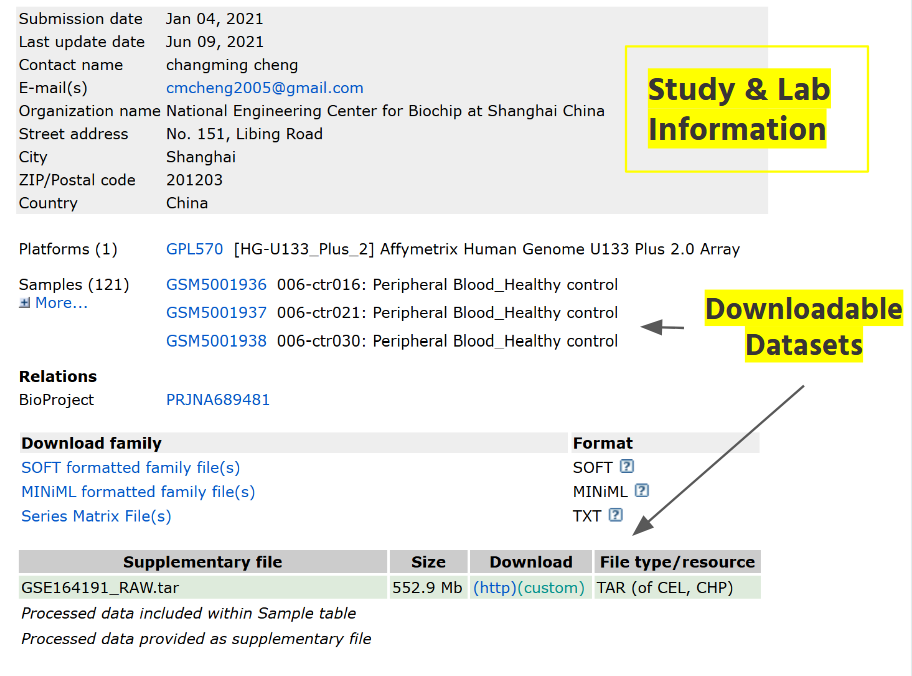 Submission date Jan 04, 2021
Last update date Jun 09, 2021
Contact name changming cheng
E-mail(s) cmcheng2005@gmail.com
Organization name National Engineering Center for Biochip at Shanghai China
Street address No. 151, Libing Road
City Shanghai
ZIP/Postal code 201203
Country China
Study & Lab
Information
Platforms (1) GPL570 [HG-U133_Plus_2] Affymetrix Human Genome U133 Plus 2.0 Array
Samples (121) GSM5001936 006-ctr016: Peripheral Blood_Healthy control
More... GSM5001937 006-ctr021: Peripheral Blood_Healthy control
GSM5001938 006-ctr030: Peripheral Blood_Healthy control
Downloadable
Datasets
Relations
BioProject PRJNA689481
Download family Format
SOFT formatted family file(s) SOFT ?
MINiML formatted family file(s) MINiML ?
Series Matrix File(s) TXT ?
Supplementary file Size Download File type/resource
GSE164191_RAW.tar 552.9 Mb (http)(custom) TAR (of CEL, CHP)
Processed data included within Sample table
Processed data provided as supplementary file